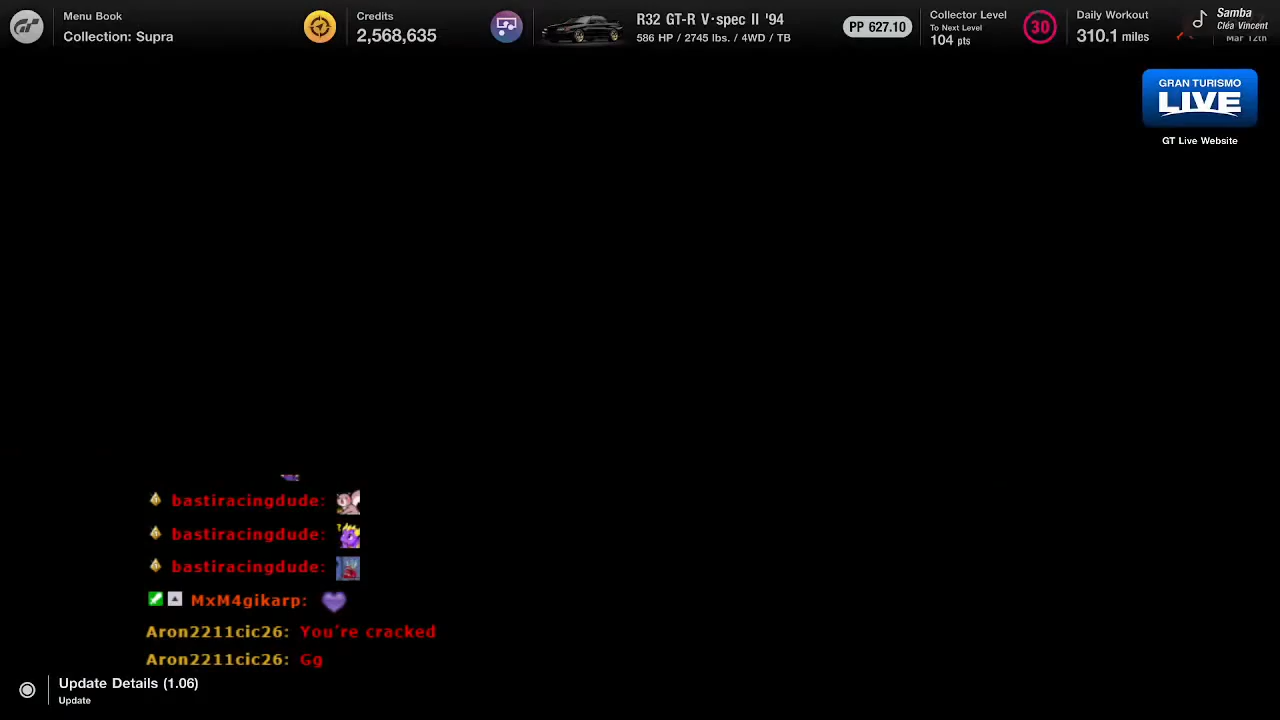 Menu Book
Collection: Supra
Credits
2,568,635
R32 GT-R V·spec II '94
586 HP / 2745 lbs. / 4WD / TB
PP 627.10
Collector Level
To Next Level
104 pts
30
Daily Workout
310.1 miles
Samba
Cléa Vincent
Mar 12th
GRAN TURISMO
LIVE
GT Live Website
bastiracingdude:
bastiracingdude:
bastiracingdude:
MxM4gikarp:
Aron2211cic26: You're cracked
Aron2211cic26: Gg
Update Details (1.06)
Update